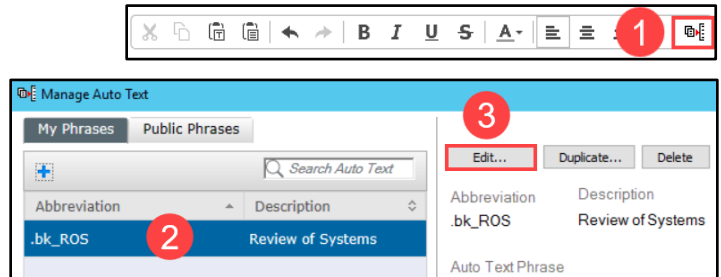 B I U S A 1
Manage Auto Text
My Phrases Public Phrases
3
Edit... Duplicate... Delete
Search Auto Text
Abbreviation Description
.bk_ROS 2 Review of Systems
Abbreviation Description
.bk_ROS Review of Systems
Auto Text Phrase